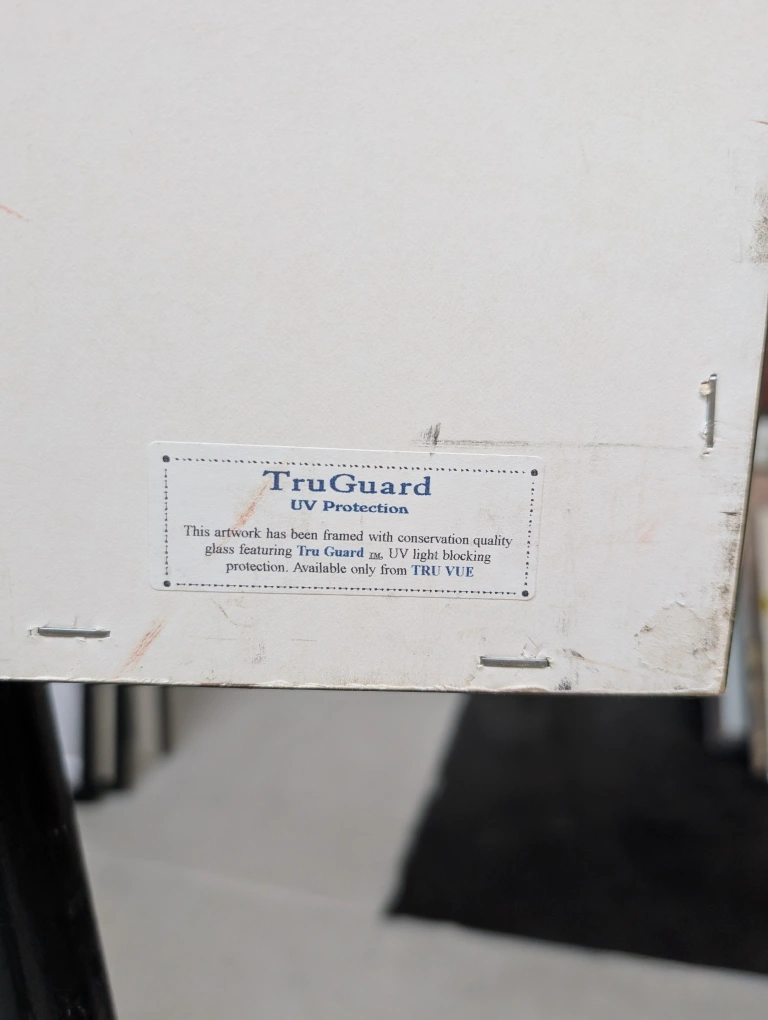 TruGuard
UV Protection
This artwork has been framed with conservation quality
glass featuring Tru Guard ™, UV light blocking
protection. Available only from TRU VUE